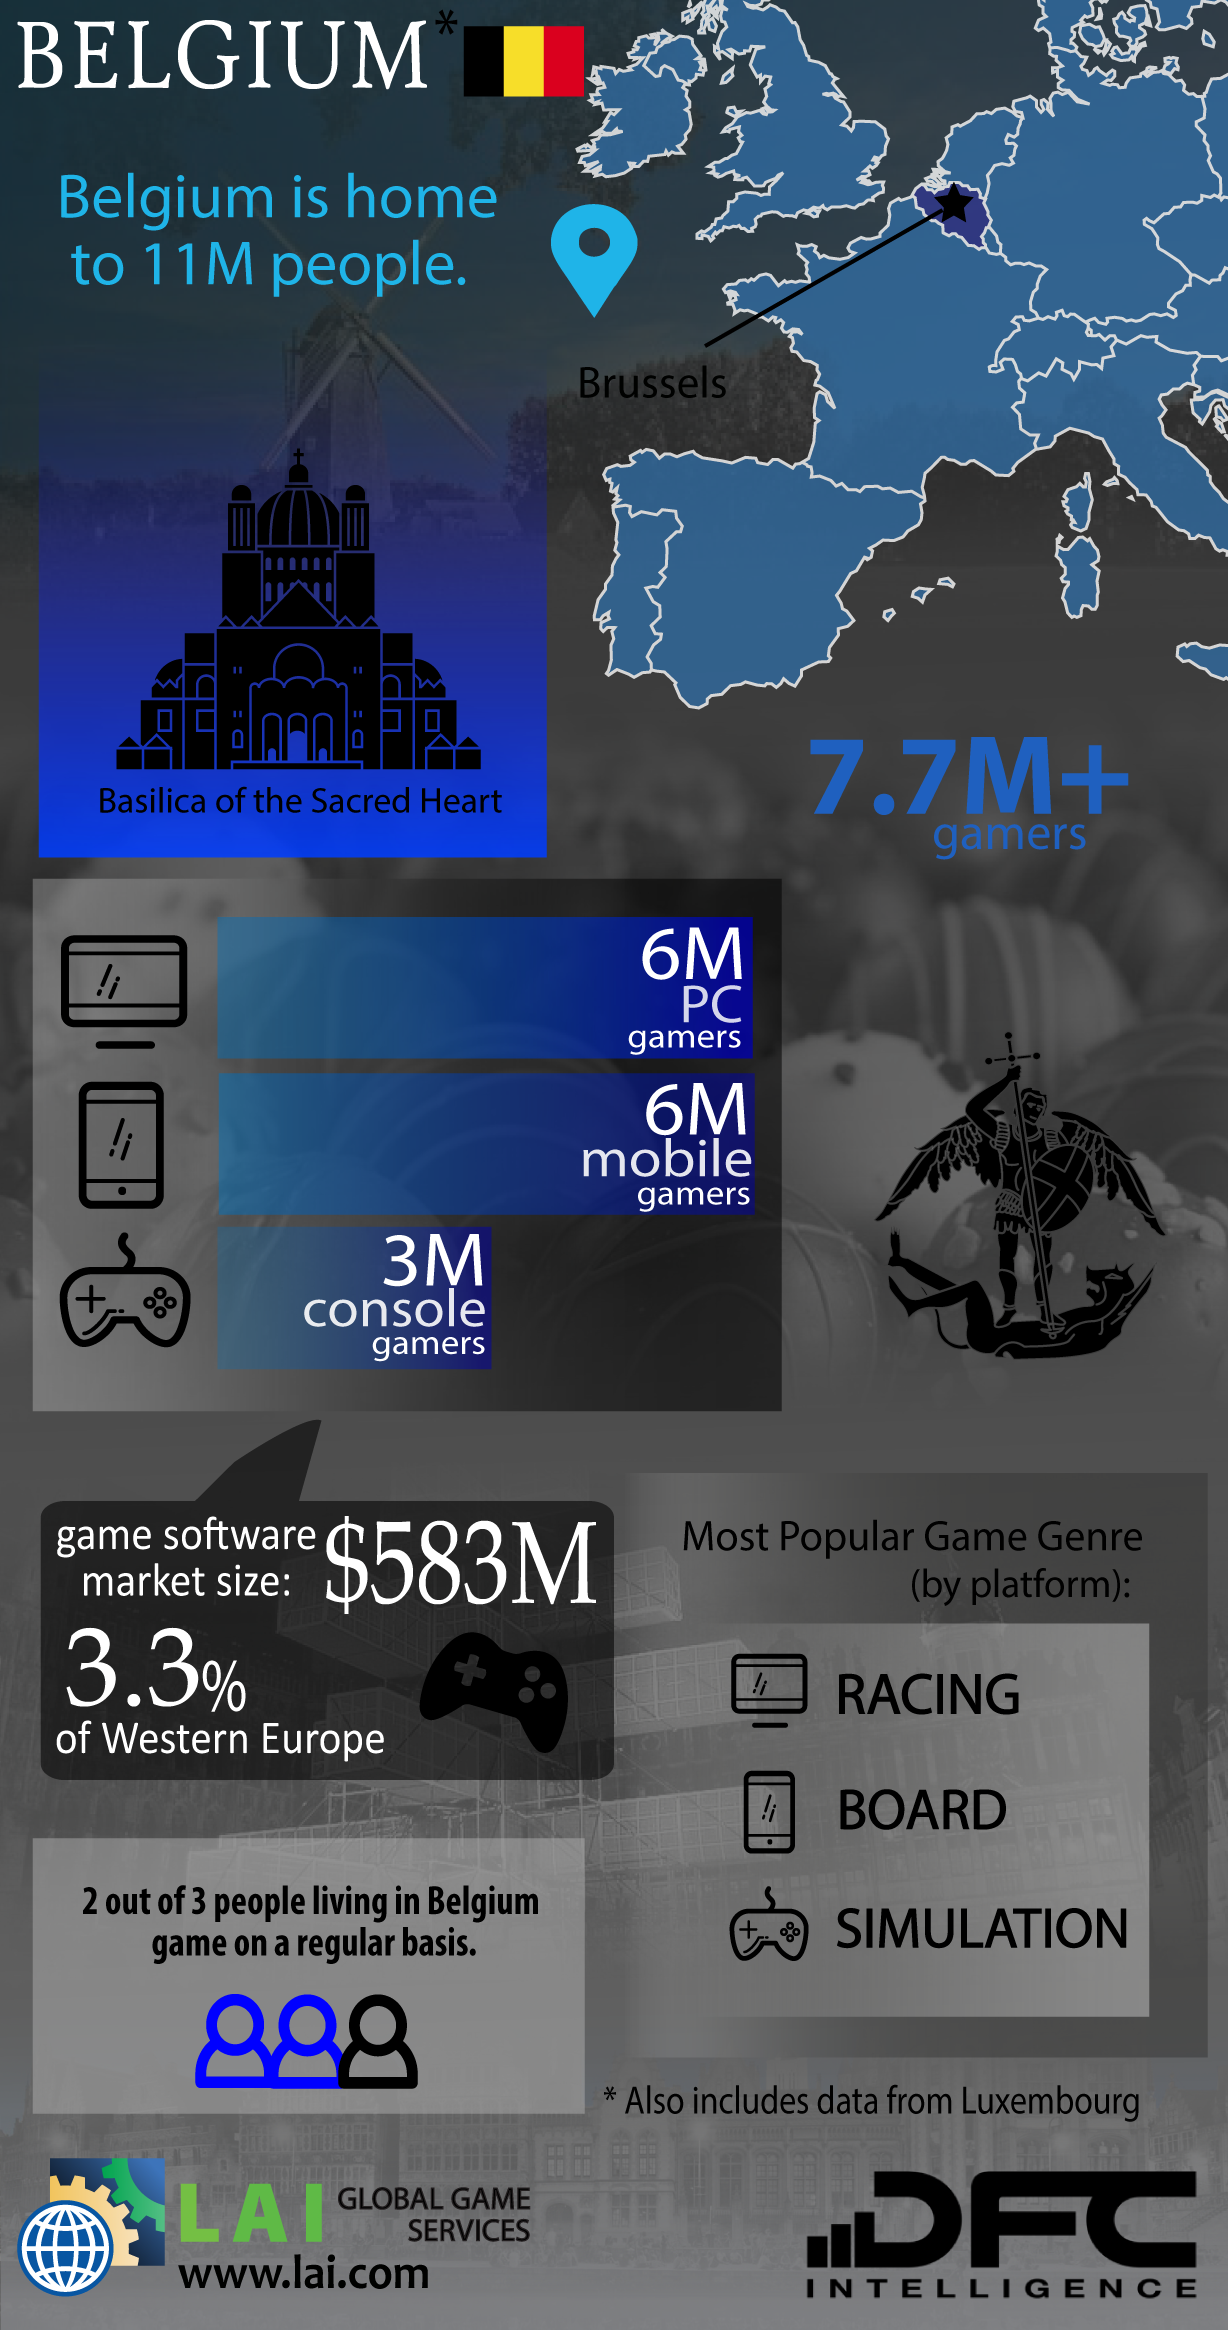 BELGIUM*
Belgium is home
to 11M people.
Brussels
Basilica of the Sacred Heart
7.7M+
gamers
6M
PC
gamers
6M
mobile
gamers
3M
console
gamers
game software
market size:
$583M
3.3%
of Western Europe
Most Popular Game Genre
(by platform):
RACING
BOARD
SIMULATION
2 out of 3 people living in Belgium
game on a regular basis.
* Also includes data from Luxembourg
LAI
GLOBAL GAME
SERVICES
www.lai.com
DFC
INTELLIGENCE